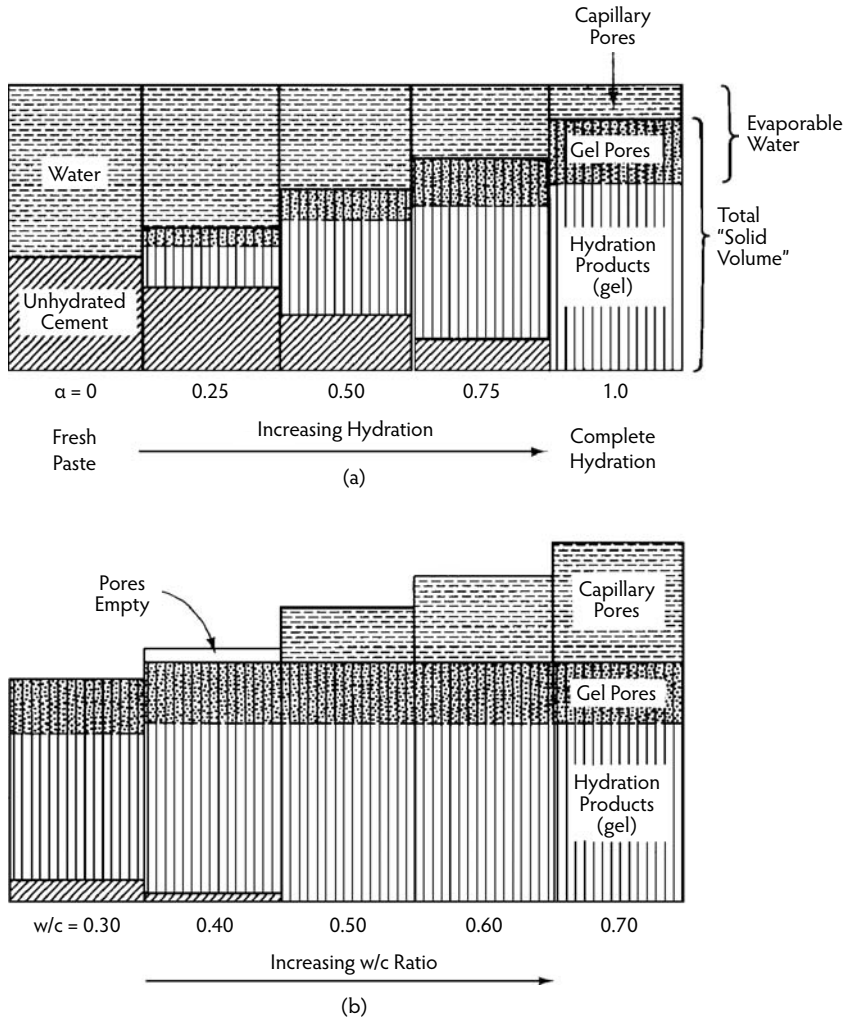 Capillary
Pores
Water
Gel Pores
Evaporable
Water
Total
"Solid
Volume"
Hydration
Products
(gel)
Unhydrated
Cement
α = 0 0.25 0.50 0.75 1.0
Fresh
Paste
Increasing Hydration
Complete
Hydration
(a)
Pores
Empty
Capillary
Pores
Gel Pores
Hydration
Products
(gel)
w/c = 0.30 0.40 0.50 0.60 0.70
Increasing w/c Ratio
(b)